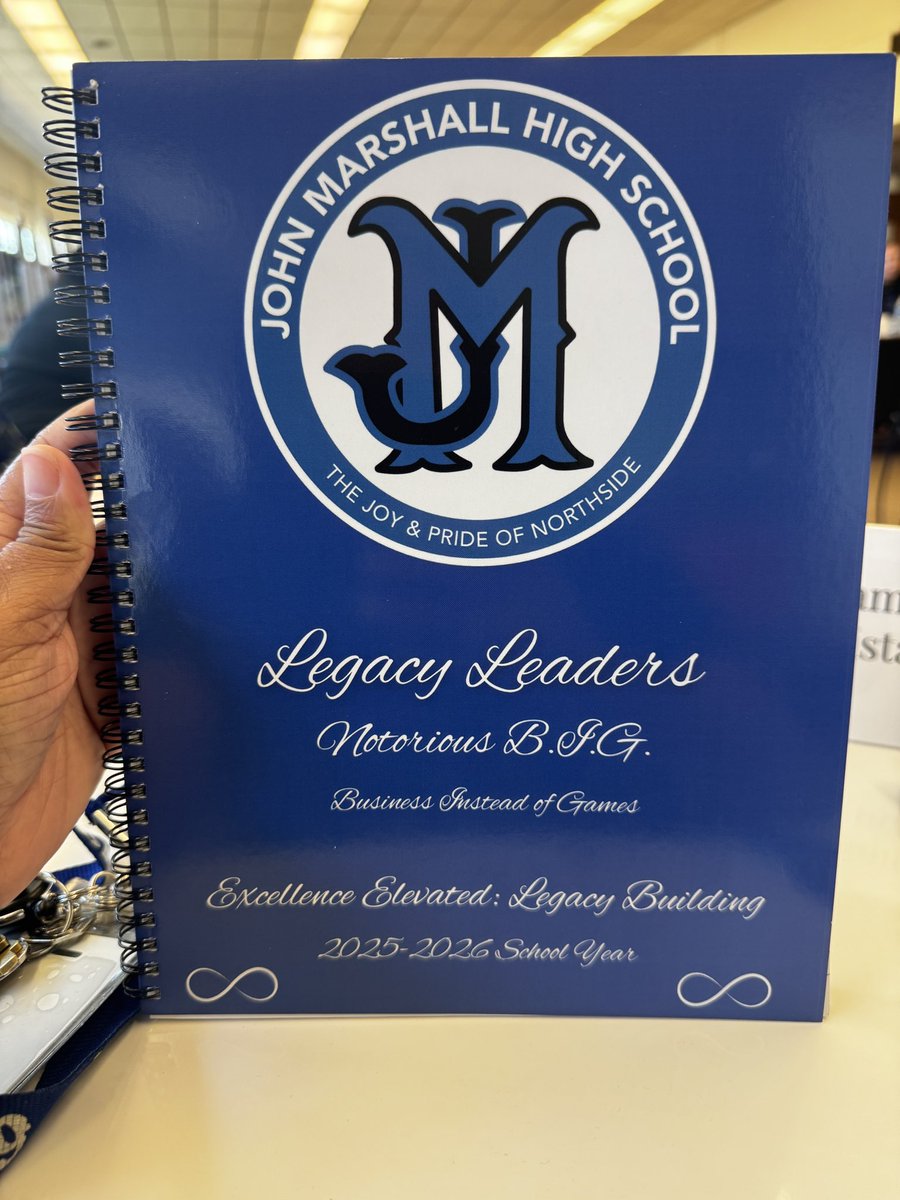 JOHN MARSHALL HIGH SCHOOL
JM
THE JOY & PRIDE OF NORTHSIDE
Legacy Leaders
Notorious B.I.G.
Business Instead of Games
Excellence Elevated: Legacy Building
2025-2026 School Year